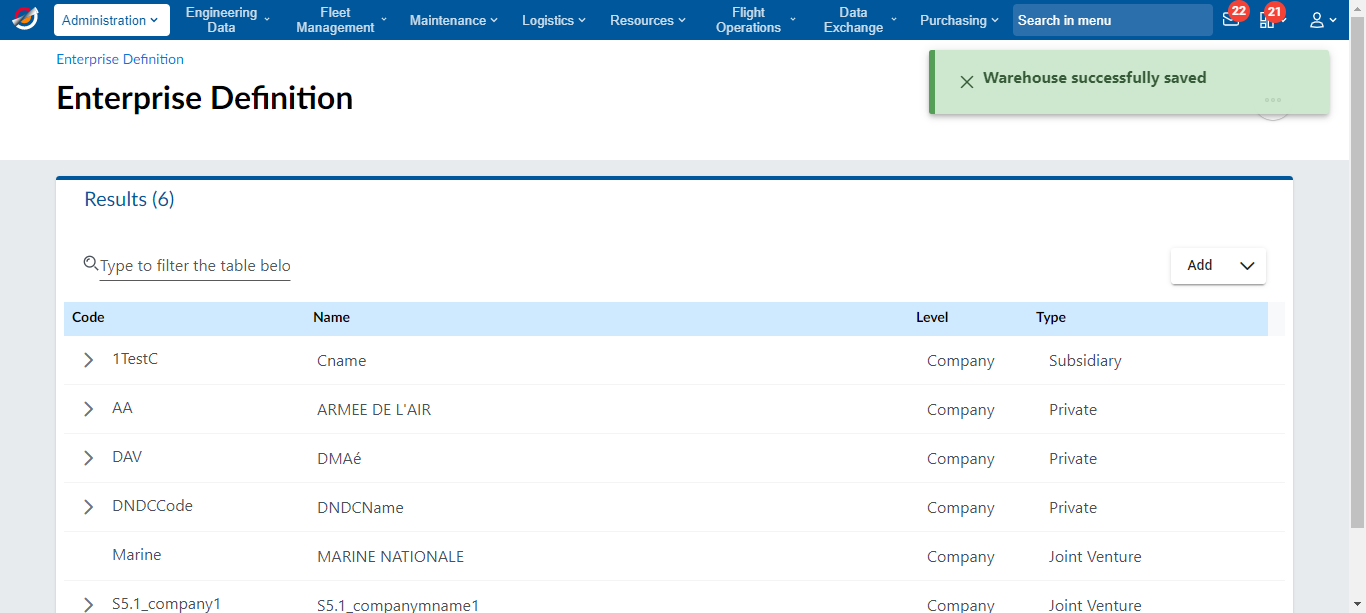 Administration
Engineering
Data
Fleet
Management
Maintenance
Logistics
Resources
Flight
Operations
Data
Exchange
Purchasing
Search in menu
22
21
Enterprise Definition
Enterprise Definition
Warehouse successfully saved
Results (6)
Type to filter the table belo
Add
Code Name Level Type
1TestC Cname Company Subsidiary
AA ARMEE DE L'AIR Company Private
DAV DMAé Company Private
DNDCCode DNDCName Company Private
Marine MARINE NATIONALE Company Joint Venture
S5.1_company1 S5.1_companymname1 Company Joint Venture